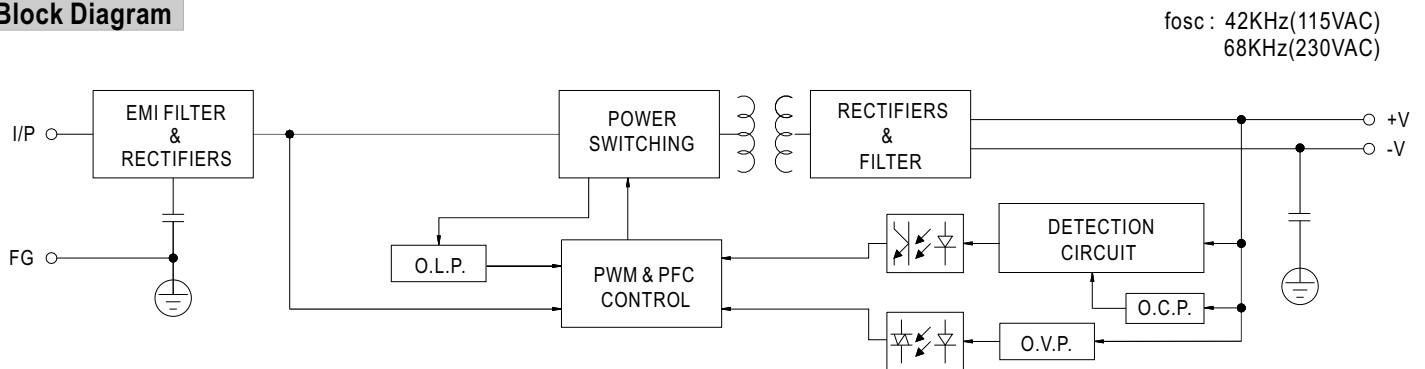 Block Diagram
fosc : 42KHz(115VAC)
68KHz(230VAC)
I/P
EMI FILTER
&
RECTIFIERS
POWER
SWITCHING
RECTIFIERS
&
FILTER
+V
-V
FG
O.L.P.
PWM & PFC
CONTROL
DETECTION
CIRCUIT
O.C.P.
O.V.P.